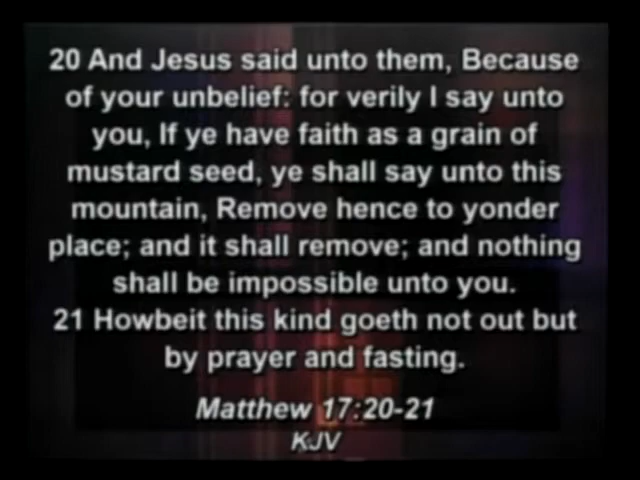 20 And Jesus said unto them, Because
of your unbelief: for verily I say unto
you, If ye have faith as a grain of
mustard seed, ye shall say unto this
mountain, Remove hence to yonder
place; and it shall remove; and nothing
shall be impossible unto you.
21 Howbeit this kind goeth not out but
by prayer and fasting.
Matthew 17:20-21
KJV